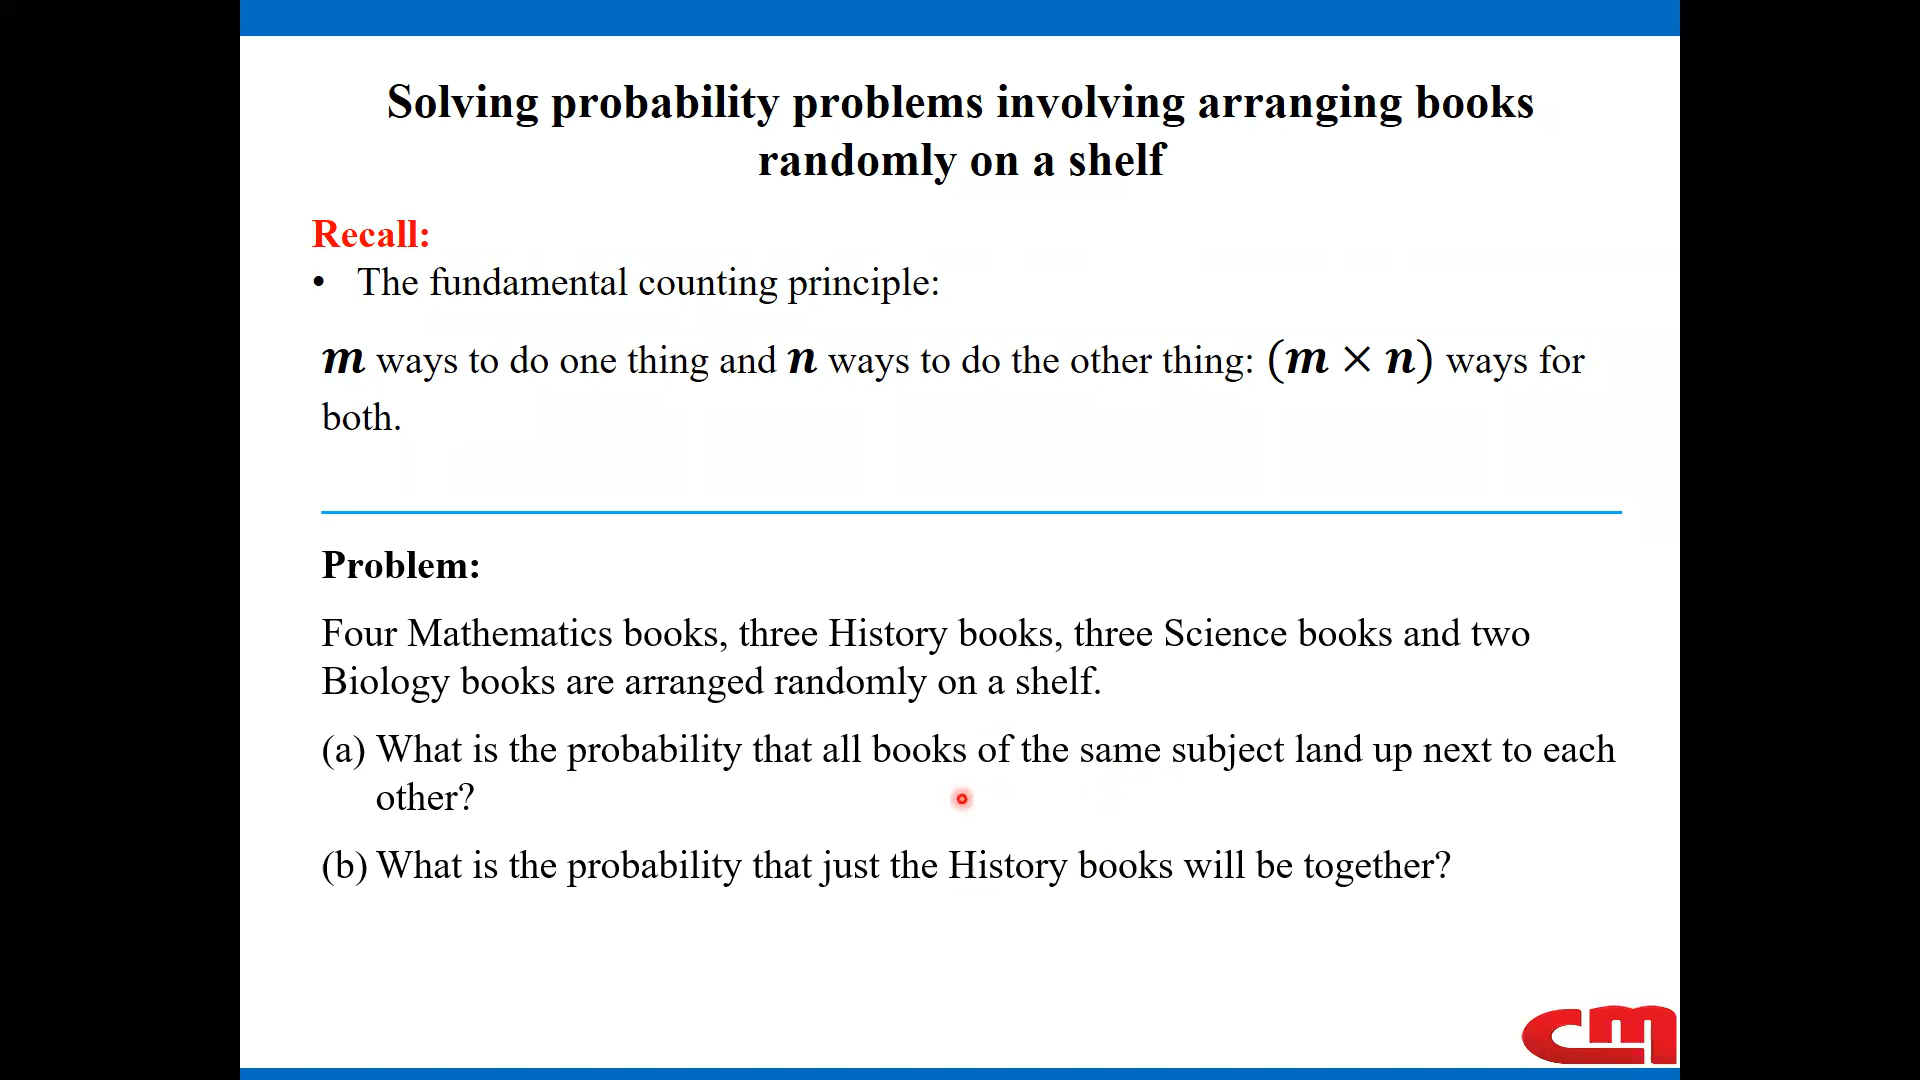 Solving probability problems involving arranging books
randomly on a shelf
Recall:
• The fundamental counting principle:
m ways to do one thing and n ways to do the other thing: (m × n) ways for
both.
Problem:
Four Mathematics books, three History books, three Science books and two
Biology books are arranged randomly on a shelf.
(a) What is the probability that all books of the same subject land up next to each
other?
(b) What is the probability that just the History books will be together?
cm